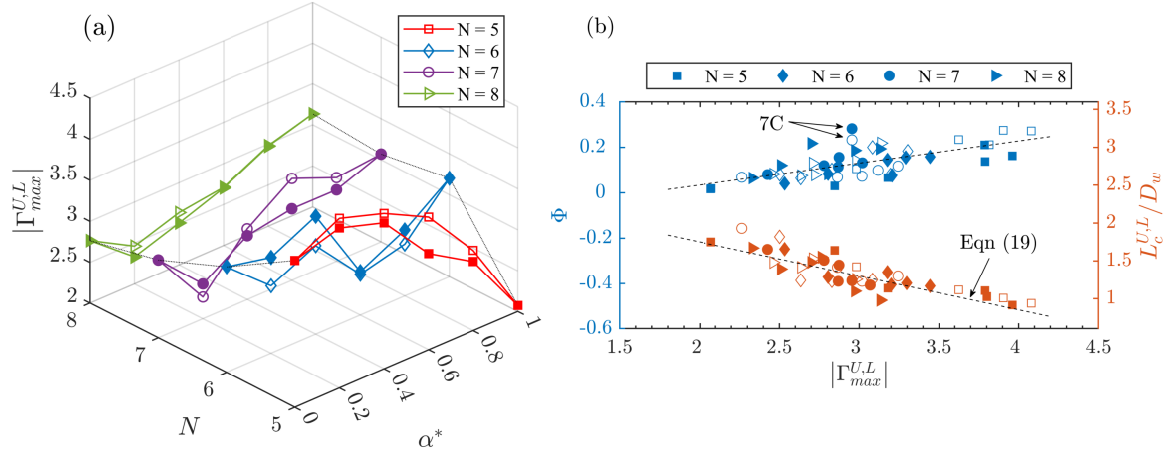 (a)
N = 5
N = 6
N = 7
N = 8
4.5
4
3.5
3
2.5
2
|Γ_{max}^{U,L}|
8
7
6
5
N
0
0.2
0.4
0.6
0.8
1
α*
(b)
N = 5 N = 6 N = 7 N = 8
0.4
0.2
0
-0.2
-0.4
-0.6
Φ
7C
Eqn (19)
3.5
3
2.5
2
1.5
1
L_c^{U,L}/D_w
1.5 2 2.5 3 3.5 4 4.5
|Γ_{max}^{U,L}|